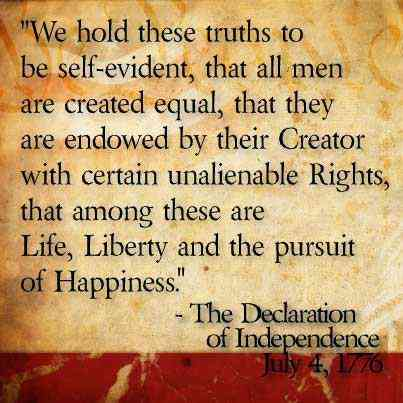 "We hold these truths to
be self-evident, that all men
are created equal, that they
are endowed by their Creator
with certain unalienable Rights,
that among these are
Life, Liberty and the pursuit
of Happiness."
- The Declaration
of Independence
July 4, 1776